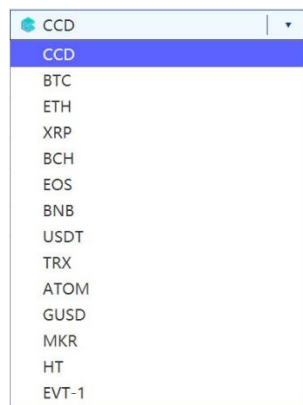 CCD
CCD
BTC
ETH
XRP
BCH
EOS
BNB
USDT
TRX
ATOM
GUSD
MKR
HT
EVT-1